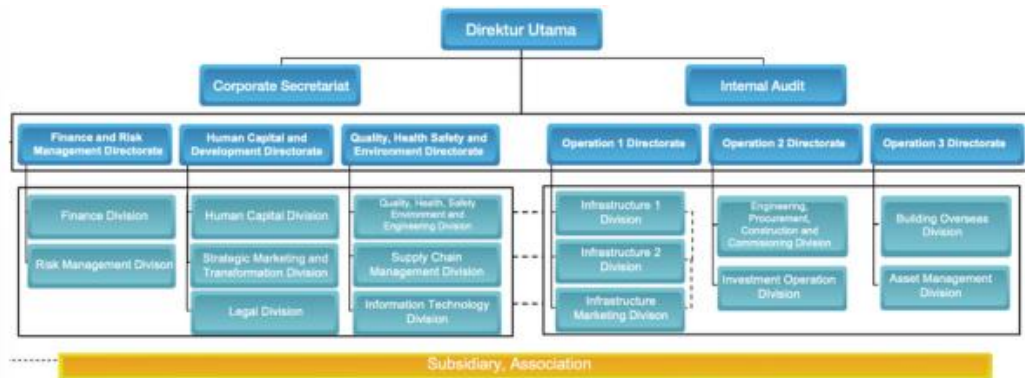 Direktur Utama
Corporate Secretariat
Internal Audit
Finance and Risk
Management Directorate
Human Capital and
Development Directorate
Quality, Health Safety and
Environment Directorate
Operation 1 Directorate
Operation 2 Directorate
Operation 3 Directorate
Finance Division
Risk Management Divison
Human Capital Division
Strategic Marketing and
Transformation Division
Legal Division
Quality, Health, Safety
Environment and
Engineering Division
Supply Chain
Management Division
Information Technology
Division
Infrastructure 1
Division
Infrastructure 2
Division
Infrastructure
Marketing Divison
Engineering,
Procurement,
Construction and
Commisioning Division
Investment Operation
Division
Building Overseas
Division
Asset Management
Division
Subsidiary, Association